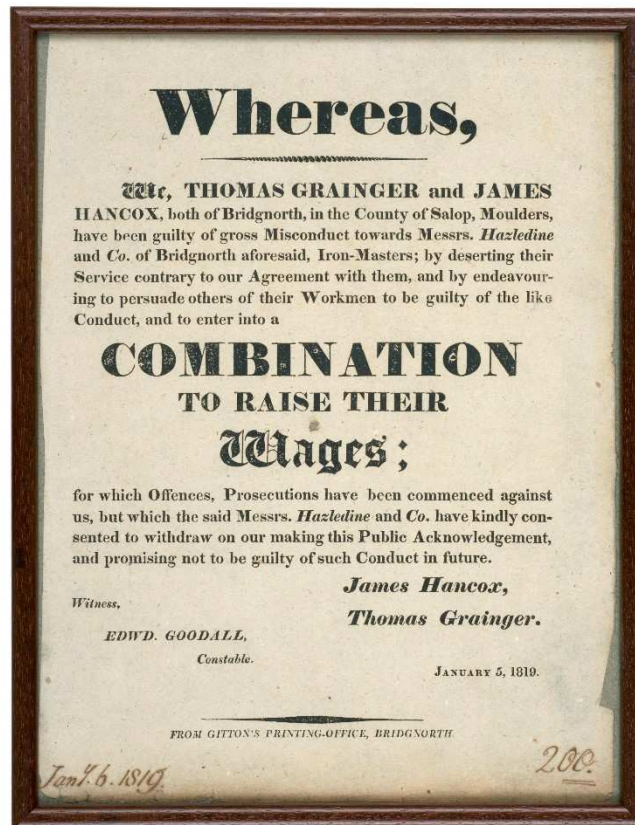 Whereas,
We, THOMAS GRAINGER and JAMES
HANCOX, both of Bridgnorth, in the County of Salop, Moulders,
have been guilty of gross Misconduct towards Messrs. Hazledine
and Co. of Bridgnorth aforesaid, Iron-Masters; by deserting their
Service contrary to our Agreement with them, and by endeavour-
ing to persuade others of their Workmen to be guilty of the like
Conduct, and to enter into a
COMBINATION
TO RAISE THEIR
Wages;
for which Offences, Prosecutions have been commenced against
us, but which the said Messrs. Hazledine and Co. have kindly con-
sented to withdraw on our making this Public Acknowledgement,
and promising not to be guilty of such Conduct in future.
James Hancox,
Thomas Grainger.
Witness,
EDWD. GOODALL,
Constable.
JANUARY 5, 1819.
FROM GITTON'S PRINTING-OFFICE, BRIDGNORTH
Jany. 6. 1819.
200.